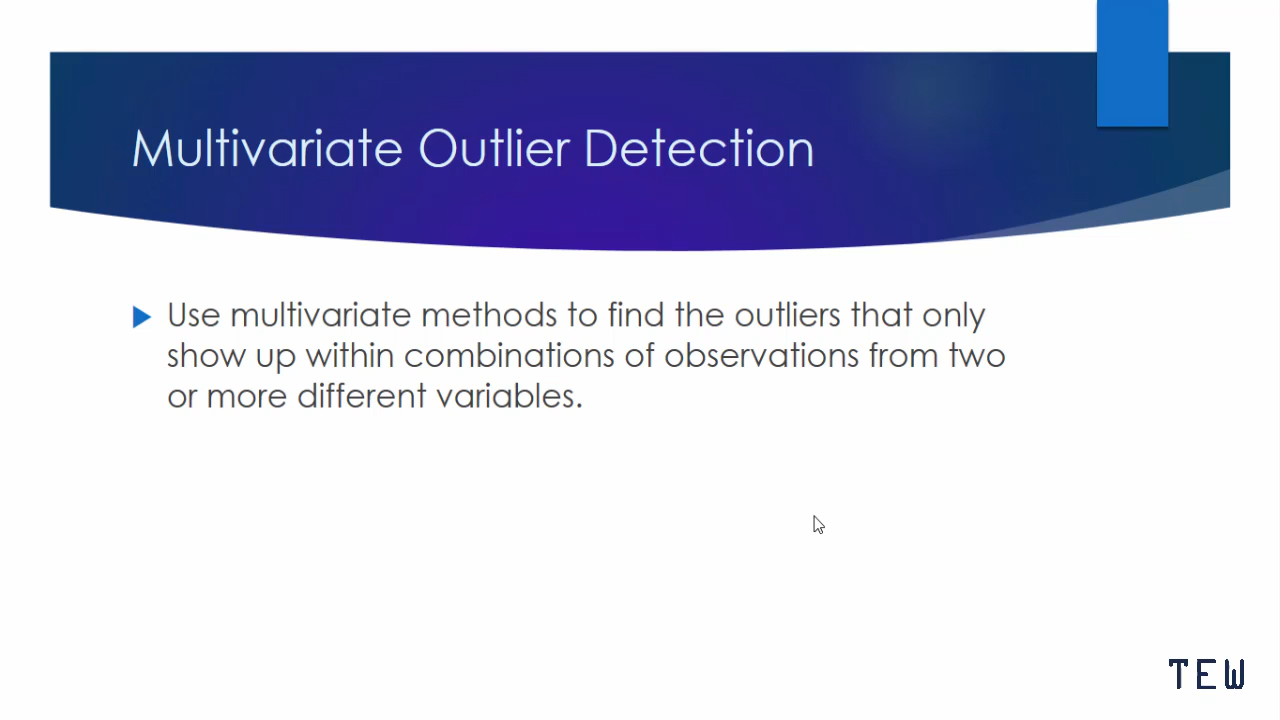 Multivariate Outlier Detection
Use multivariate methods to find the outliers that only
show up within combinations of observations from two
or more different variables.
TEW